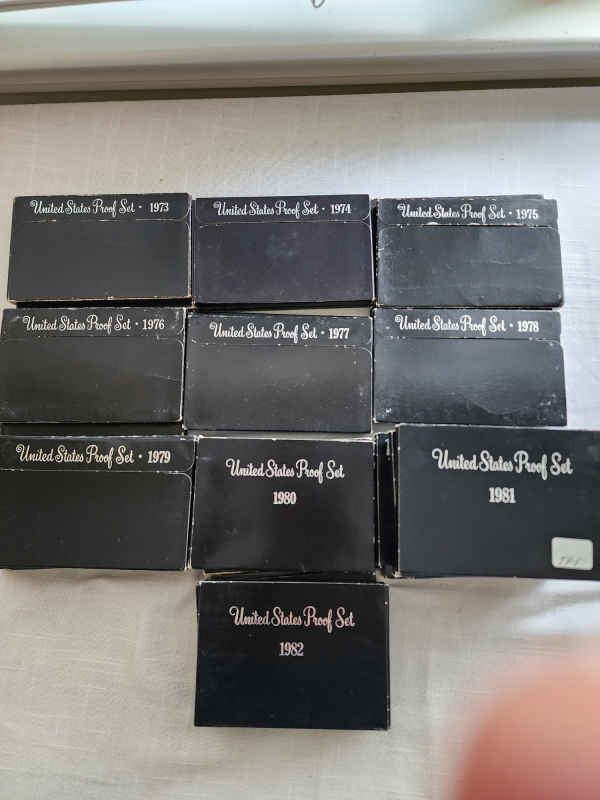 United States Proof Set · 1973
United States Proof Set · 1974
United States Proof Set · 1975
United States Proof Set · 1976
United States Proof Set · 1977
United States Proof Set · 1978
United States Proof Set · 1979
United States Proof Set
1980
United States Proof Set
1981
United States Proof Set
1982